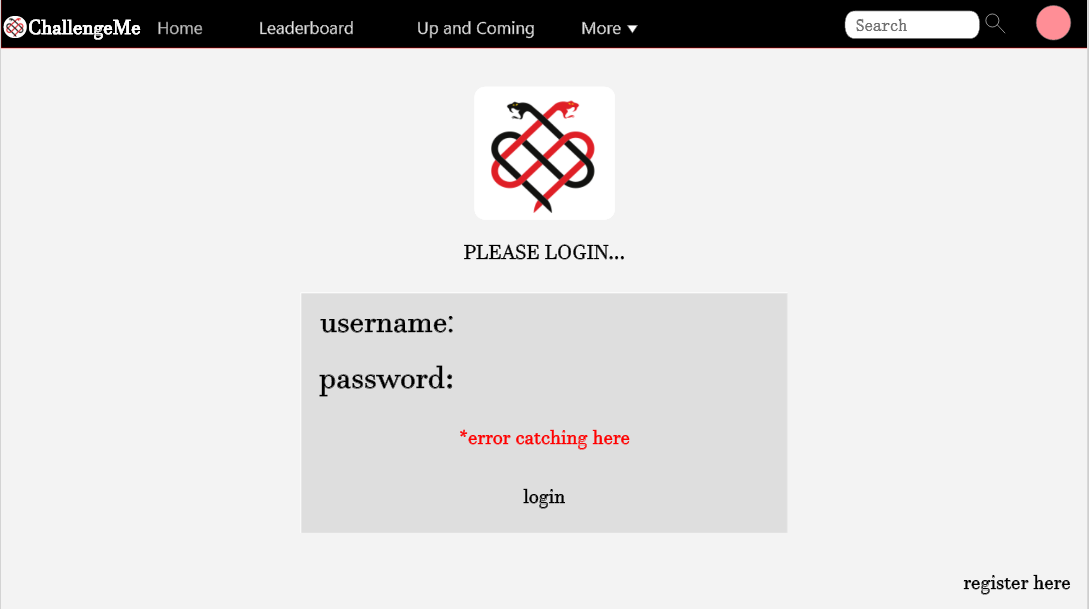 ChallengeMe Home Leaderboard Up and Coming More Search
PLEASE LOGIN...
username:
password:
*error catching here
login
register here